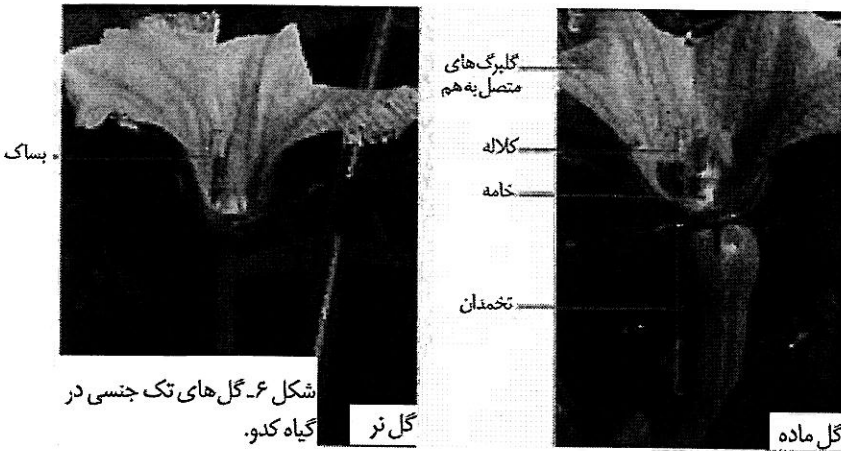 گلبرگ‌های
متصل به هم
کلاله
خامه
تخمدان
گل ماده
بساک
شکل ۶ـ گل‌های تک جنسی در
گیاه کدو.
گل نر